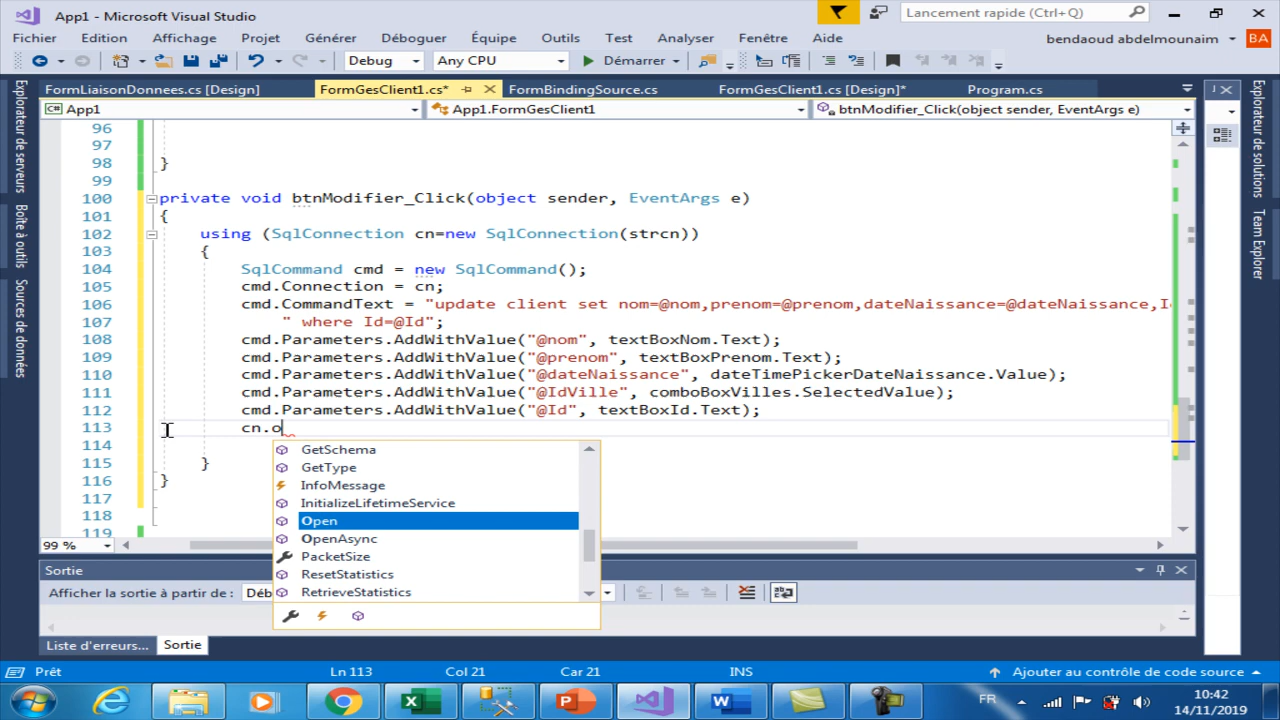 App1 - Microsoft Visual Studio
Lancement rapide (Ctrl+Q)
Fichier Edition Affichage Projet Générer Déboguer Équipe Outils Test Analyser Fenêtre Aide
bendaoud abdelmounaim BA
Debug Any CPU Démarrer
FormLiaisonDonnees.cs [Design] FormGesClient1.cs* FormBindingSource.cs FormGesClient1.cs [Design]* Program.cs
App1 App1.FormGesClient1 btnModifier_Click(object sender, EventArgs e)
Explorateur de serveurs
Boîte à outils
Sources de données
Explorateur de solutions
Team Explorer
96
97
98 }
99
100 private void btnModifier_Click(object sender, EventArgs e)
101 {
102 using (SqlConnection cn=new SqlConnection(strcn))
103 {
104 SqlCommand cmd = new SqlCommand();
105 cmd.Connection = cn;
106 cmd.CommandText = "update client set nom=@nom,prenom=@prenom,dateNaissance=@dateNaissance,I
107 " where Id=@Id";
108 cmd.Parameters.AddWithValue("@nom", textBoxNom.Text);
109 cmd.Parameters.AddWithValue("@prenom", textBoxPrenom.Text);
110 cmd.Parameters.AddWithValue("@dateNaissance", dateTimePickerDateNaissance.Value);
111 cmd.Parameters.AddWithValue("@IdVille", comboBoxVilles.SelectedValue);
112 cmd.Parameters.AddWithValue("@Id", textBoxId.Text);
113 cn.o
114
115 }
116 }
117
118
119
GetSchema
GetType
InfoMessage
InitializeLifetimeService
Open
OpenAsync
PacketSize
ResetStatistics
RetrieveStatistics
99 %
Sortie
Afficher la sortie à partir de : Déb
Liste d'erreurs... Sortie
Prêt Ln 113 Col 21 Car 21 INS Ajouter au contrôle de code source
FR 10:42
14/11/2019